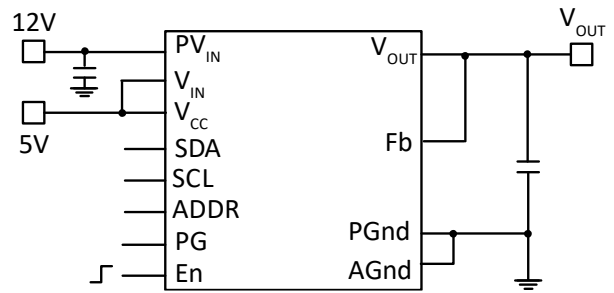 12V
V_OUT
PV_IN
V_OUT
V_IN
V_CC
5V
SDA
Fb
SCL
ADDR
PG
PGnd
En
AGnd